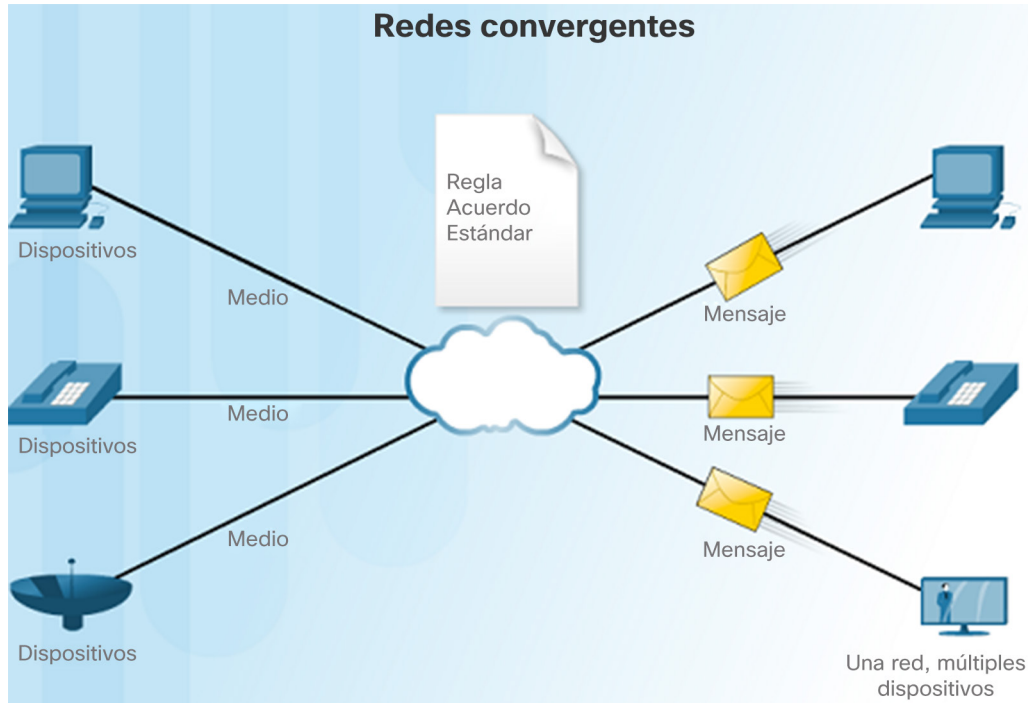 Redes convergentes
Regla
Acuerdo
Estándar
Dispositivos
Medio
Mensaje
Medio
Mensaje
Dispositivos
Medio
Mensaje
Dispositivos
Una red, múltiples
dispositivos